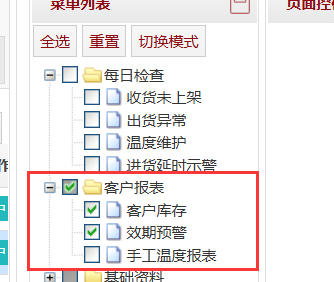 菜单列表
页面控
全选 重置 切换模式
每日检查
收货未上架
出货异常
温度维护
进货延时示警
客户报表
客户库存
效期预警
手工温度报表
基础资料